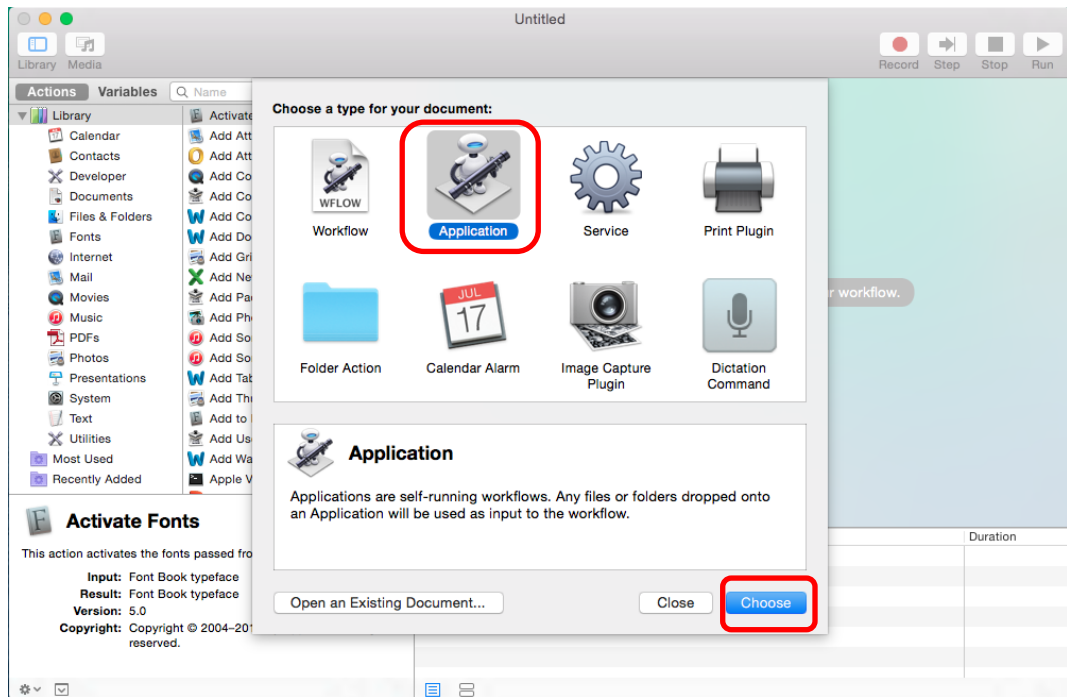 Untitled
Library Media
Record Step Stop Run
Actions Variables Name
Library
Calendar
Contacts
Developer
Documents
Files & Folders
Fonts
Internet
Mail
Movies
Music
PDFs
Photos
Presentations
System
Text
Utilities
Most Used
Recently Added
Activate
Add Att
Add Att
Add Co
Add Co
Add Co
Add Do
Add Gri
Add Ne
Add Pa
Add Ph
Add So
Add So
Add Tab
Add Thu
Add to
Add Us
Add Wa
Apple V
Choose a type for your document:
WFLOW
Workflow
Application
Service
Print Plugin
Folder Action
JUL
17
Calendar Alarm
Image Capture
Plugin
Dictation
Command
r workflow.
Application
Applications are self-running workflows. Any files or folders dropped onto
an Application will be used as input to the workflow.
Open an Existing Document...
Close
Choose
Activate Fonts
This action activates the fonts passed fro
Input: Font Book typeface
Result: Font Book typeface
Version: 5.0
Copyright: Copyright © 2004–201
reserved.
Duration